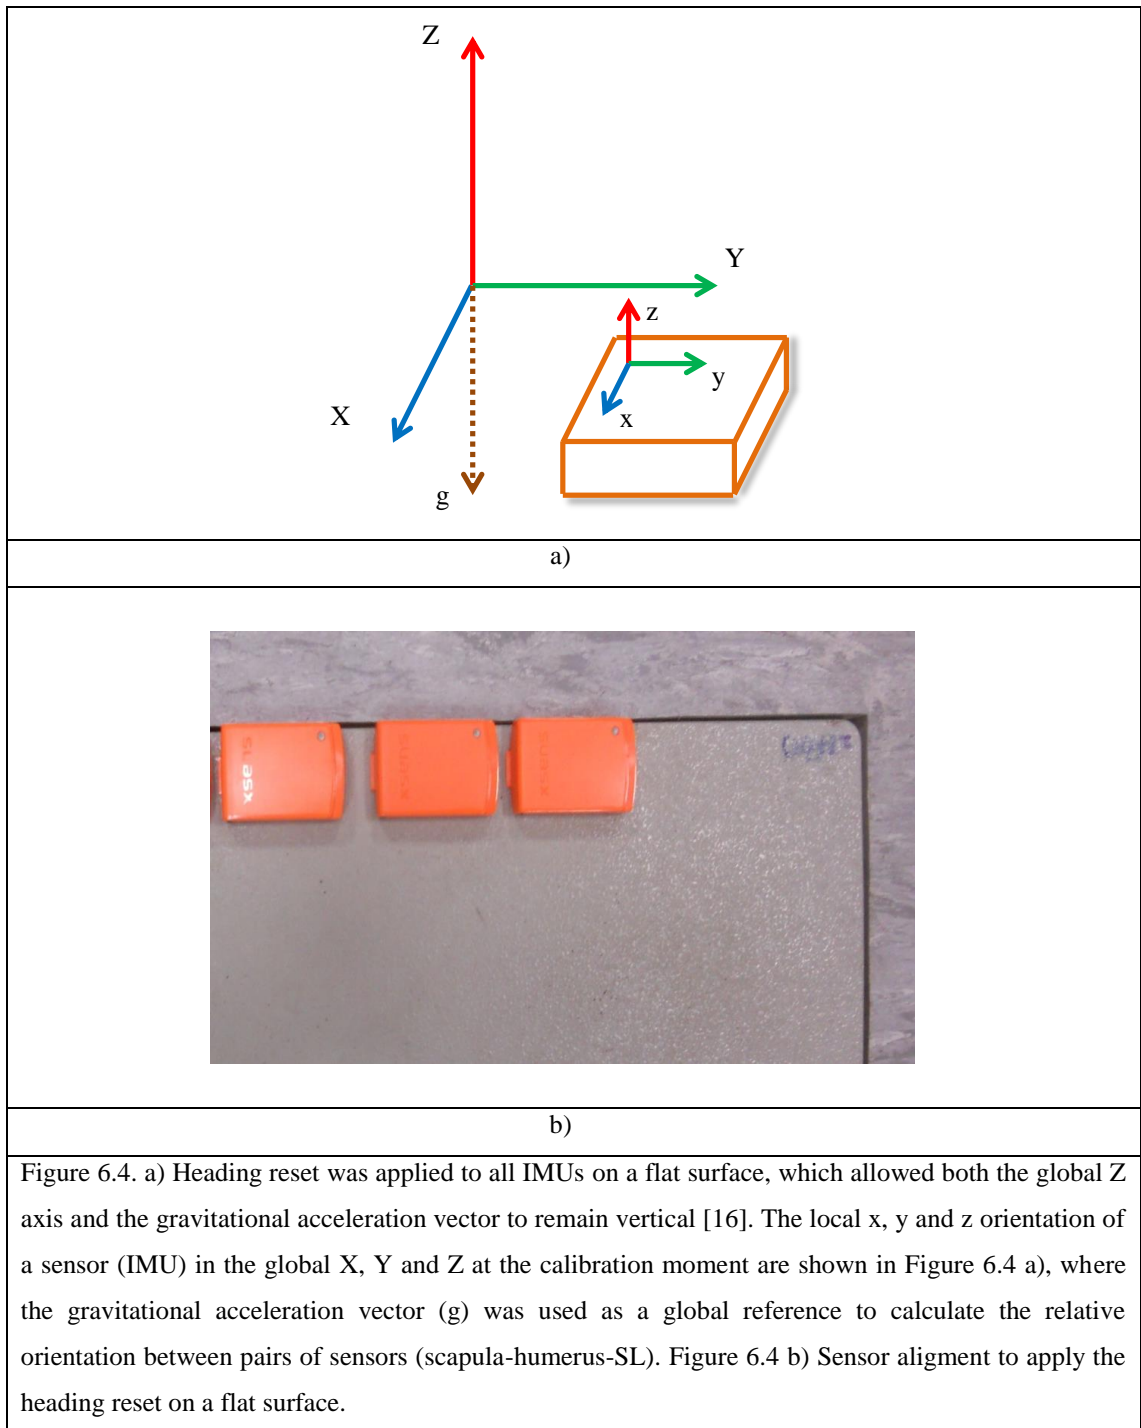 Z
Y
z
y
x
X
g
a)
xsens
xsens
xsens
b)
Figure 6.4. a) Heading reset was applied to all IMUs on a flat surface, which allowed both the global Z
axis and the gravitational acceleration vector to remain vertical [16]. The local x, y and z orientation of
a sensor (IMU) in the global X, Y and Z at the calibration moment are shown in Figure 6.4 a), where
the gravitational acceleration vector (g) was used as a global reference to calculate the relative
orientation between pairs of sensors (scapula-humerus-SL). Figure 6.4 b) Sensor aligment to apply the
heading reset on a flat surface.